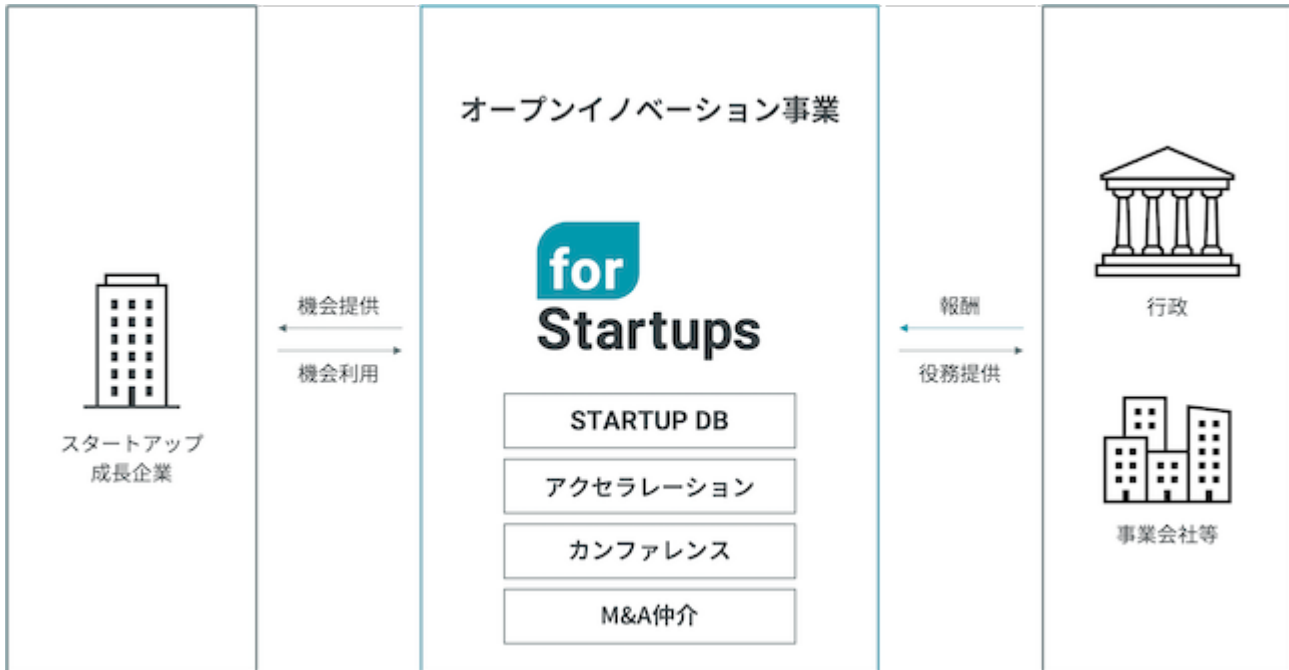 オープンイノベーション事業
for
Startups
STARTUP DB
アクセラレーション
カンファレンス
M&A仲介
スタートアップ
成長企業
機会提供
機会利用
報酬
役務提供
行政
事業会社等